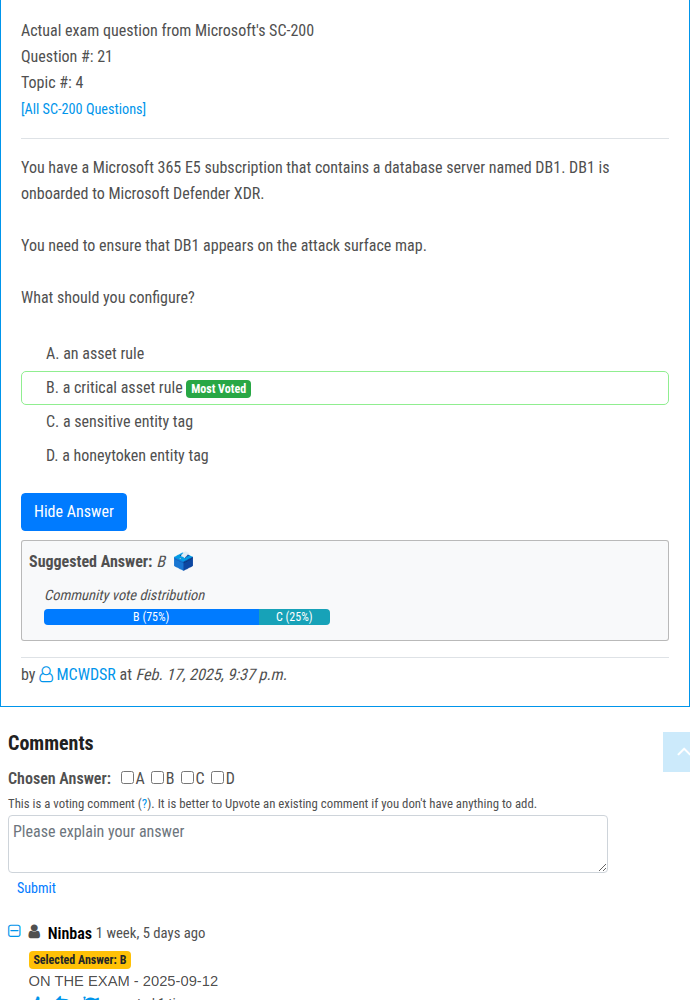 Actual exam question from Microsoft's SC-200
Question #: 21
Topic #: 4
[All SC-200 Questions]
You have a Microsoft 365 E5 subscription that contains a database server named DB1. DB1 is
onboarded to Microsoft Defender XDR.
You need to ensure that DB1 appears on the attack surface map.
What should you configure?
A. an asset rule
B. a critical asset rule Most Voted
C. a sensitive entity tag
D. a honeytoken entity tag
Hide Answer
Suggested Answer: B
Community vote distribution
B (75%) C (25%)
by MCWDSR at Feb. 17, 2025, 9:37 p.m.
Comments
Chosen Answer: A B C D
This is a voting comment (?). It is better to Upvote an existing comment if you don't have anything to add.
Please explain your answer
Submit
Ninbas 1 week, 5 days ago
Selected Answer: B
ON THE EXAM - 2025-09-12